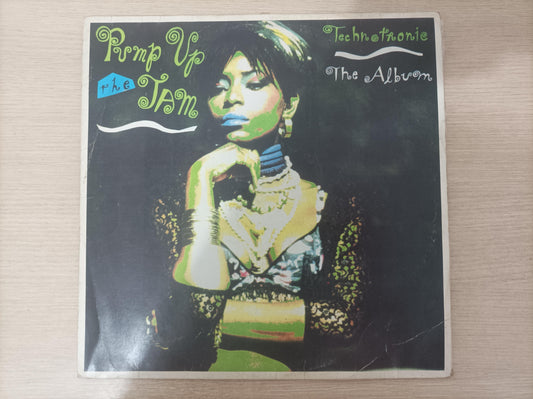 Pump Up
the JAM
Technotronic
The Album